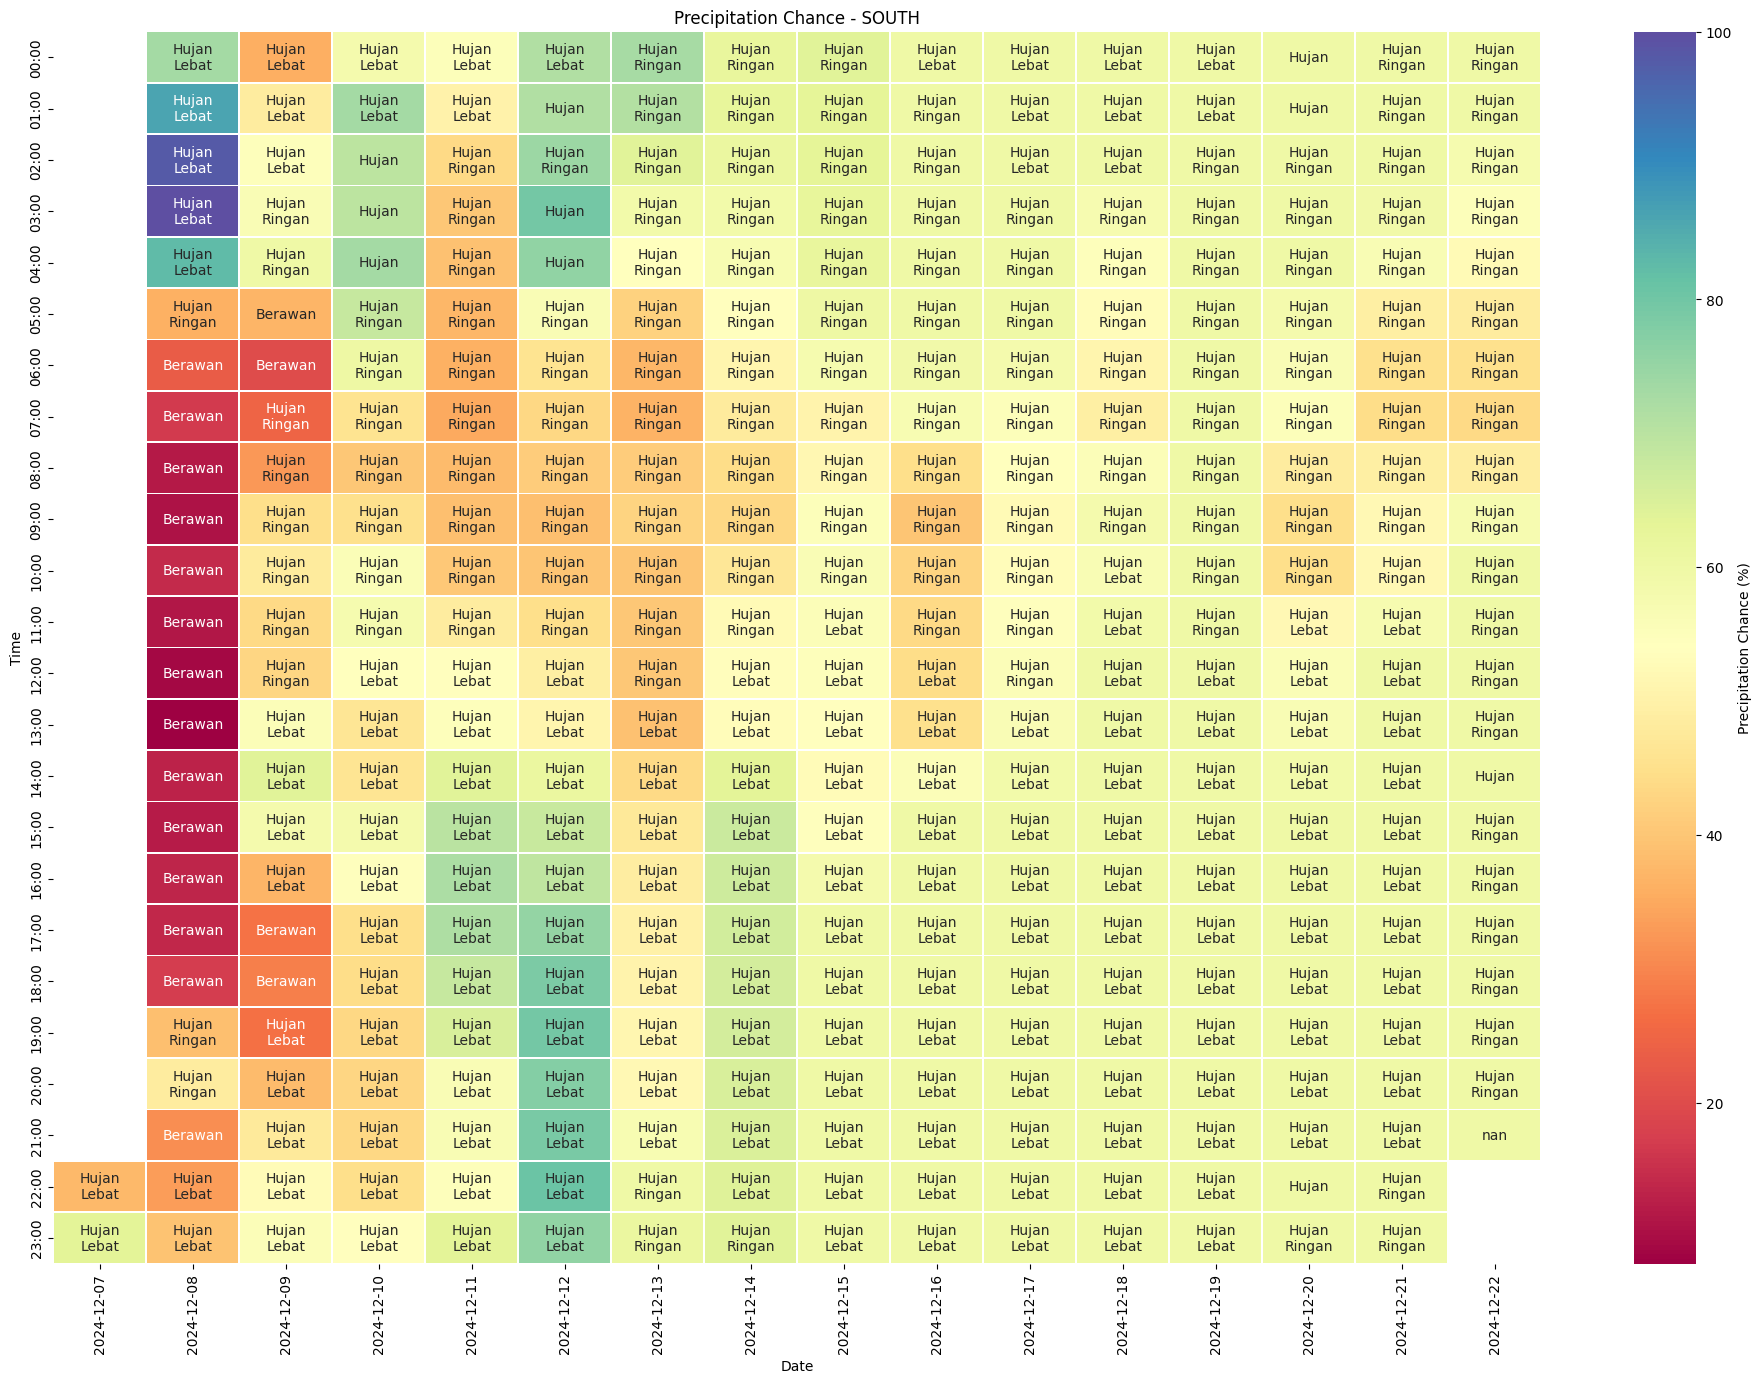 Precipitation Chance - SOUTH
00:00 Hujan Lebat Hujan Lebat Hujan Lebat Hujan Lebat Hujan Lebat Hujan Ringan Hujan Ringan Hujan Ringan Hujan Lebat Hujan Lebat Hujan Lebat Hujan Lebat Hujan Hujan Ringan Hujan Ringan
01:00 Hujan Lebat Hujan Lebat Hujan Lebat Hujan Lebat Hujan Hujan Ringan Hujan Ringan Hujan Ringan Hujan Ringan Hujan Lebat Hujan Lebat Hujan Lebat Hujan Hujan Ringan Hujan Ringan
02:00 Hujan Lebat Hujan Lebat Hujan Hujan Ringan Hujan Ringan Hujan Ringan Hujan Ringan Hujan Ringan Hujan Ringan Hujan Lebat Hujan Lebat Hujan Ringan Hujan Ringan Hujan Ringan Hujan Ringan
03:00 Hujan Lebat Hujan Ringan Hujan Hujan Ringan Hujan Hujan Ringan Hujan Ringan Hujan Ringan Hujan Ringan Hujan Ringan Hujan Ringan Hujan Ringan Hujan Ringan Hujan Ringan Hujan Ringan
04:00 Hujan Lebat Hujan Ringan Hujan Hujan Ringan Hujan Hujan Ringan Hujan Ringan Hujan Ringan Hujan Ringan Hujan Ringan Hujan Ringan Hujan Ringan Hujan Ringan Hujan Ringan Hujan Ringan
05:00 Hujan Ringan Berawan Hujan Ringan Hujan Ringan Hujan Ringan Hujan Ringan Hujan Ringan Hujan Ringan Hujan Ringan Hujan Ringan Hujan Ringan Hujan Ringan Hujan Ringan Hujan Ringan Hujan Ringan
06:00 Berawan Berawan Hujan Ringan Hujan Ringan Hujan Ringan Hujan Ringan Hujan Ringan Hujan Ringan Hujan Ringan Hujan Ringan Hujan Ringan Hujan Ringan Hujan Ringan Hujan Ringan Hujan Ringan
07:00 Berawan Hujan Ringan Hujan Ringan Hujan Ringan Hujan Ringan Hujan Ringan Hujan Ringan Hujan Ringan Hujan Ringan Hujan Ringan Hujan Ringan Hujan Ringan Hujan Ringan Hujan Ringan Hujan Ringan
08:00 Berawan Hujan Ringan Hujan Ringan Hujan Ringan Hujan Ringan Hujan Ringan Hujan Ringan Hujan Ringan Hujan Ringan Hujan Ringan Hujan Ringan Hujan Ringan Hujan Ringan Hujan Ringan Hujan Ringan
09:00 Berawan Hujan Ringan Hujan Ringan Hujan Ringan Hujan Ringan Hujan Ringan Hujan Ringan Hujan Ringan Hujan Ringan Hujan Ringan Hujan Ringan Hujan Ringan Hujan Ringan Hujan Ringan Hujan Ringan
10:00 Berawan Hujan Ringan Hujan Ringan Hujan Ringan Hujan Ringan Hujan Ringan Hujan Ringan Hujan Ringan Hujan Ringan Hujan Ringan Hujan Lebat Hujan Ringan Hujan Ringan Hujan Ringan Hujan Ringan
11:00 Berawan Hujan Ringan Hujan Ringan Hujan Ringan Hujan Ringan Hujan Ringan Hujan Ringan Hujan Lebat Hujan Ringan Hujan Ringan Hujan Lebat Hujan Ringan Hujan Lebat Hujan Lebat Hujan Ringan
12:00 Berawan Hujan Ringan Hujan Lebat Hujan Lebat Hujan Lebat Hujan Ringan Hujan Lebat Hujan Lebat Hujan Lebat Hujan Ringan Hujan Lebat Hujan Lebat Hujan Lebat Hujan Lebat Hujan Ringan
13:00 Berawan Hujan Lebat Hujan Lebat Hujan Lebat Hujan Lebat Hujan Lebat Hujan Lebat Hujan Lebat Hujan Lebat Hujan Lebat Hujan Lebat Hujan Lebat Hujan Lebat Hujan Lebat Hujan Ringan
14:00 Berawan Hujan Lebat Hujan Lebat Hujan Lebat Hujan Lebat Hujan Lebat Hujan Lebat Hujan Lebat Hujan Lebat Hujan Lebat Hujan Lebat Hujan Lebat Hujan Lebat Hujan Lebat Hujan
15:00 Berawan Hujan Lebat Hujan Lebat Hujan Lebat Hujan Lebat Hujan Lebat Hujan Lebat Hujan Lebat Hujan Lebat Hujan Lebat Hujan Lebat Hujan Lebat Hujan Lebat Hujan Lebat Hujan Ringan
16:00 Berawan Hujan Lebat Hujan Lebat Hujan Lebat Hujan Lebat Hujan Lebat Hujan Lebat Hujan Lebat Hujan Lebat Hujan Lebat Hujan Lebat Hujan Lebat Hujan Lebat Hujan Lebat Hujan Ringan
17:00 Berawan Berawan Hujan Lebat Hujan Lebat Hujan Lebat Hujan Lebat Hujan Lebat Hujan Lebat Hujan Lebat Hujan Lebat Hujan Lebat Hujan Lebat Hujan Lebat Hujan Lebat Hujan Ringan
18:00 Berawan Berawan Hujan Lebat Hujan Lebat Hujan Lebat Hujan Lebat Hujan Lebat Hujan Lebat Hujan Lebat Hujan Lebat Hujan Lebat Hujan Lebat Hujan Lebat Hujan Lebat Hujan Ringan
19:00 Hujan Ringan Hujan Lebat Hujan Lebat Hujan Lebat Hujan Lebat Hujan Lebat Hujan Lebat Hujan Lebat Hujan Lebat Hujan Lebat Hujan Lebat Hujan Lebat Hujan Lebat Hujan Lebat Hujan Ringan
20:00 Hujan Ringan Hujan Lebat Hujan Lebat Hujan Lebat Hujan Lebat Hujan Lebat Hujan Lebat Hujan Lebat Hujan Lebat Hujan Lebat Hujan Lebat Hujan Lebat Hujan Lebat Hujan Lebat Hujan Ringan
21:00 Berawan Hujan Lebat Hujan Lebat Hujan Lebat Hujan Lebat Hujan Lebat Hujan Lebat Hujan Lebat Hujan Lebat Hujan Lebat Hujan Lebat Hujan Lebat Hujan Lebat Hujan Lebat nan
22:00 Hujan Lebat Hujan Lebat Hujan Lebat Hujan Lebat Hujan Lebat Hujan Lebat Hujan Ringan Hujan Lebat Hujan Lebat Hujan Lebat Hujan Lebat Hujan Lebat Hujan Lebat Hujan Hujan Ringan
23:00 Hujan Lebat Hujan Lebat Hujan Lebat Hujan Lebat Hujan Lebat Hujan Lebat Hujan Ringan Hujan Ringan Hujan Lebat Hujan Lebat Hujan Lebat Hujan Lebat Hujan Lebat Hujan Ringan Hujan Ringan
Time
2024-12-07 2024-12-08 2024-12-09 2024-12-10 2024-12-11 2024-12-12 2024-12-13 2024-12-14 2024-12-15 2024-12-16 2024-12-17 2024-12-18 2024-12-19 2024-12-20 2024-12-21 2024-12-22
Date
100
80
60
40
20
Precipitation Chance (%)